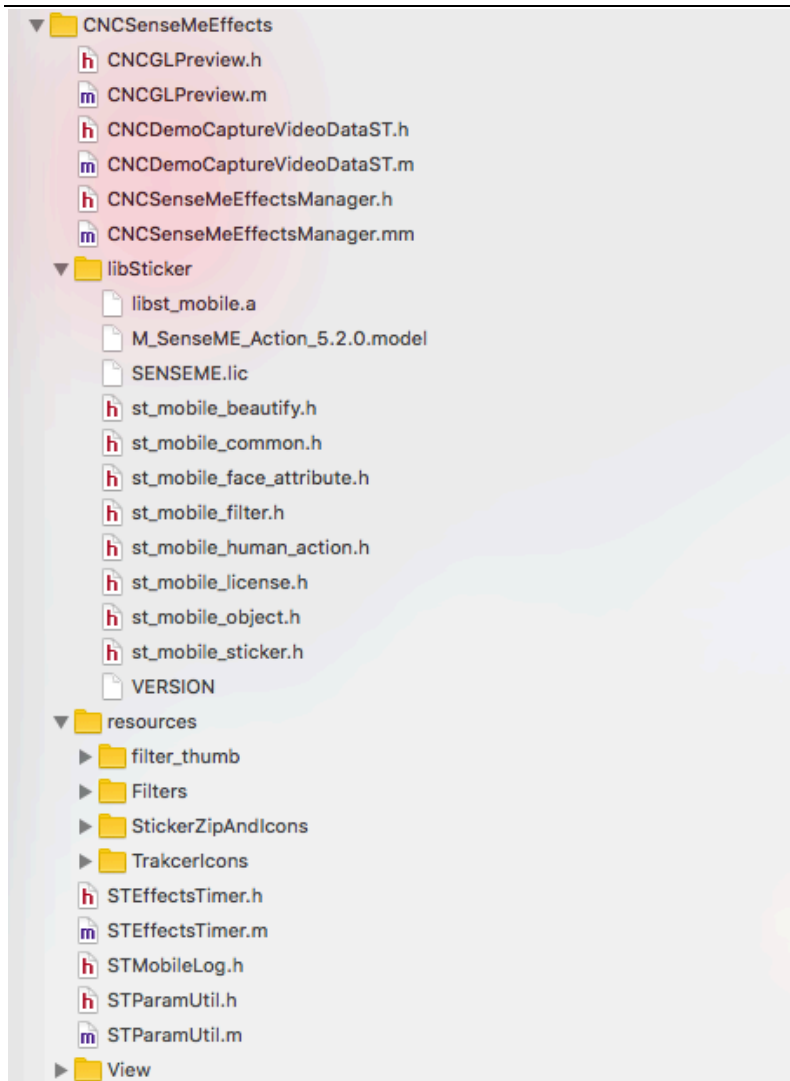 CNCSenseMeEffects
h CNCGLPreview.h
m CNCGLPreview.m
h CNCDemoCaptureVideoDataST.h
m CNCDemoCaptureVideoDataST.m
h CNCSenseMeEffectsManager.h
m CNCSenseMeEffectsManager.mm
libSticker
libst_mobile.a
M_SenseME_Action_5.2.0.model
SENSEME.lic
h st_mobile_beautify.h
h st_mobile_common.h
h st_mobile_face_attribute.h
h st_mobile_filter.h
h st_mobile_human_action.h
h st_mobile_license.h
h st_mobile_object.h
h st_mobile_sticker.h
VERSION
resources
filter_thumb
Filters
StickerZipAndIcons
TrakcerIcons
h STEffectsTimer.h
m STEffectsTimer.m
h STMobileLog.h
h STParamUtil.h
m STParamUtil.m
View